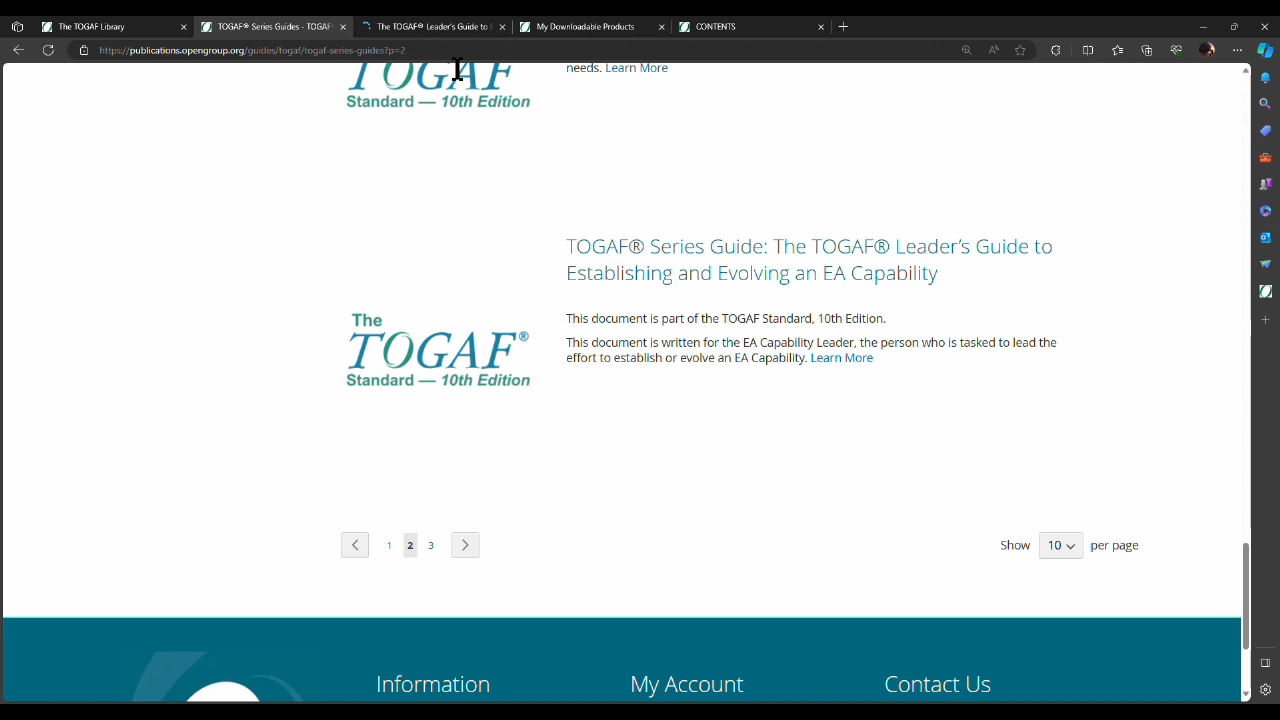 The TOGAF Library
TOGAF® Series Guides - TOGAF
The TOGAF® Leader's Guide to
My Downloadable Products
CONTENTS
https://publications.opengroup.org/guides/togaf/togaf-series-guides?p=2
TOGAF
Standard — 10th Edition
needs. Learn More
TOGAF® Series Guide: The TOGAF® Leader’s Guide to
Establishing and Evolving an EA Capability
The
TOGAF®
Standard — 10th Edition
This document is part of the TOGAF Standard, 10th Edition.
This document is written for the EA Capability Leader, the person who is tasked to lead the
effort to establish or evolve an EA Capability. Learn More
1 2 3
Show 10 per page
Information
My Account
Contact Us